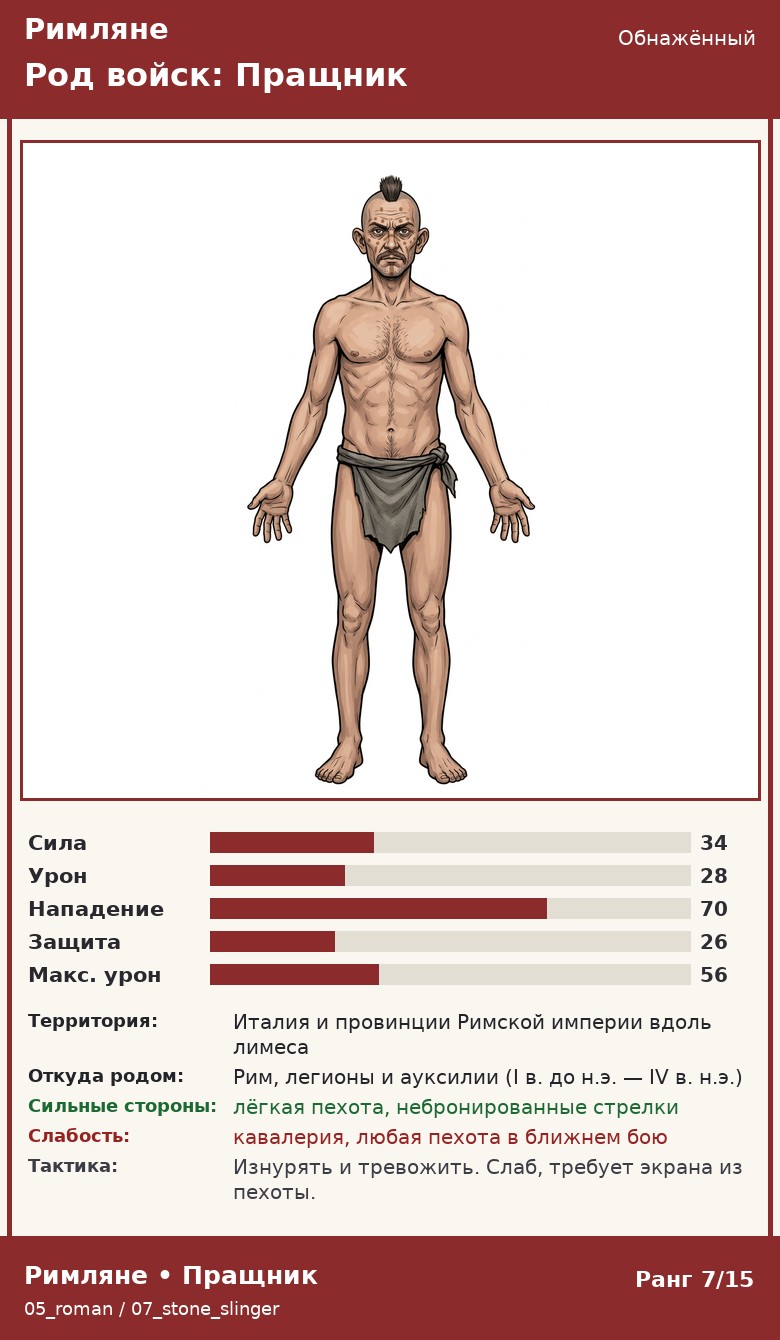 Римляне
Обнажённый
Род войск: Пращник
Сила 34
Урон 28
Нападение 70
Защита 26
Макс. урон 56
Территория: Италия и провинции Римской империи вдоль
лимеса
Откуда родом: Рим, легионы и ауксилии (I в. до н.э. — IV в. н.э.)
Сильные стороны: лёгкая пехота, небронированные стрелки
Слабость: кавалерия, любая пехота в ближнем бою
Тактика: Изнурять и тревожить. Слаб, требует экрана из
пехоты.
Римляне • Пращник
Ранг 7/15
05_roman / 07_stone_slinger